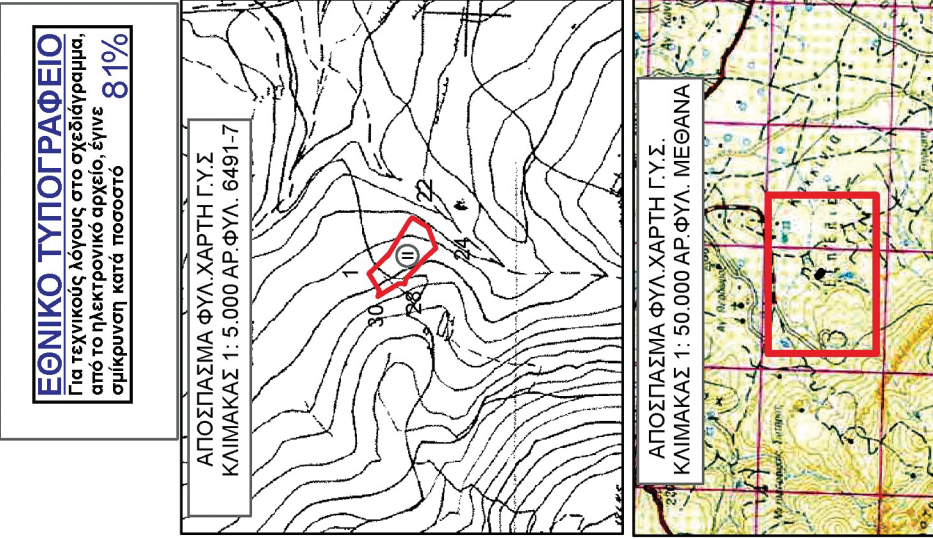 ΕΘΝΙΚΟ ΤΥΠΟΓΡΑΦΕΙΟ
Για τεχνικούς λόγους στο σχεδιάγραμμα,
από το ηλεκτρονικό αρχείο, έγινε
σμίκρυνση κατά ποσοστό 81%
ΑΠΟΣΠΑΣΜΑ ΦΥΛ.ΧΑΡΤΗ Γ.Υ.Σ
ΚΛΙΜΑΚΑΣ 1: 5.000 ΑΡ.ΦΥΛ. 6491-7
1
22
II
24
28
30
ΑΠΟΣΠΑΣΜΑ ΦΥΛ.ΧΑΡΤΗ Γ.Υ.Σ.
ΚΛΙΜΑΚΑΣ 1: 50.000 ΑΡ.ΦΥΛ. ΜΕΘΑΝΑ